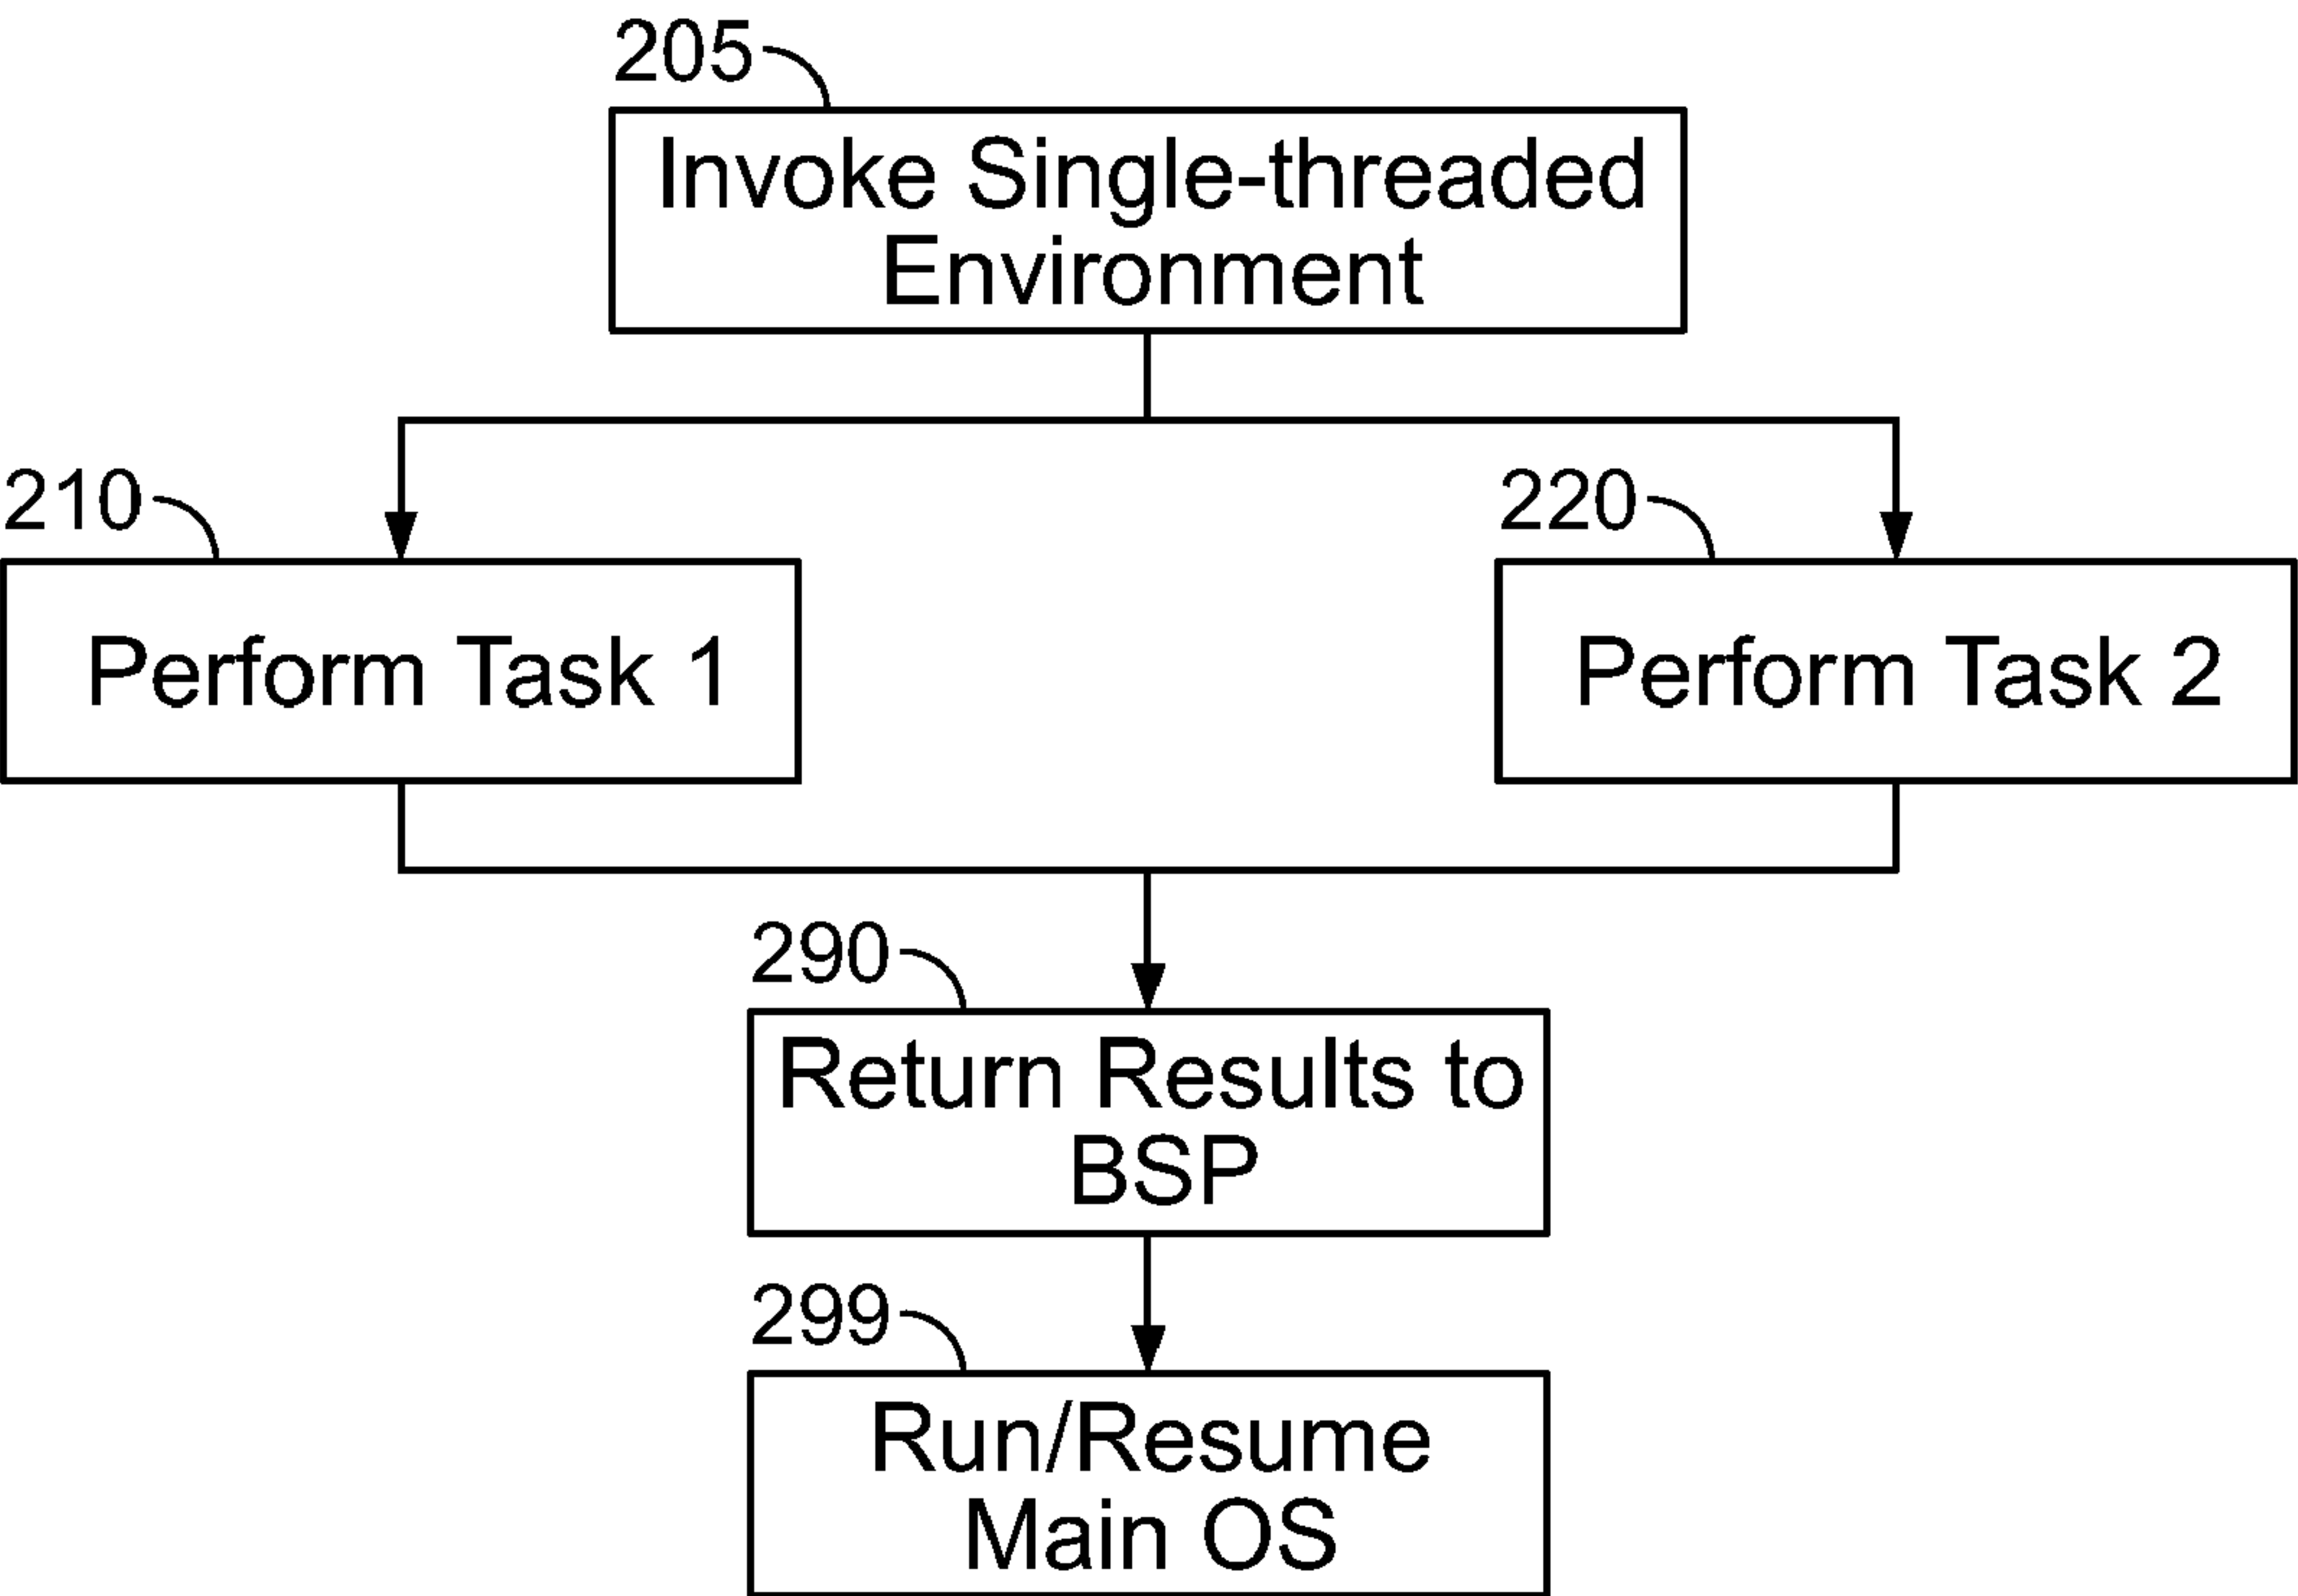 205
Invoke Single-threaded
Environment
210
220
Perform Task 1
Perform Task 2
290
Return Results to
BSP
299
Run/Resume
Main OS